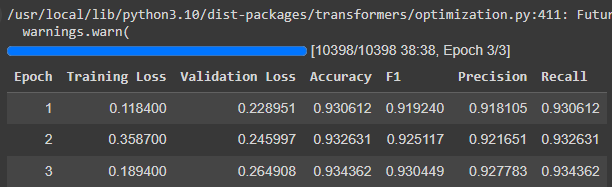 /usr/local/lib/python3.10/dist-packages/transformers/optimization.py:411: Futur
warnings.warn(
[10398/10398 38:38, Epoch 3/3]
Epoch Training Loss Validation Loss Accuracy F1 Precision Recall
1 0.118400 0.228951 0.930612 0.919240 0.918105 0.930612
2 0.358700 0.245997 0.932631 0.925117 0.921651 0.932631
3 0.189400 0.264908 0.934362 0.930449 0.927783 0.934362